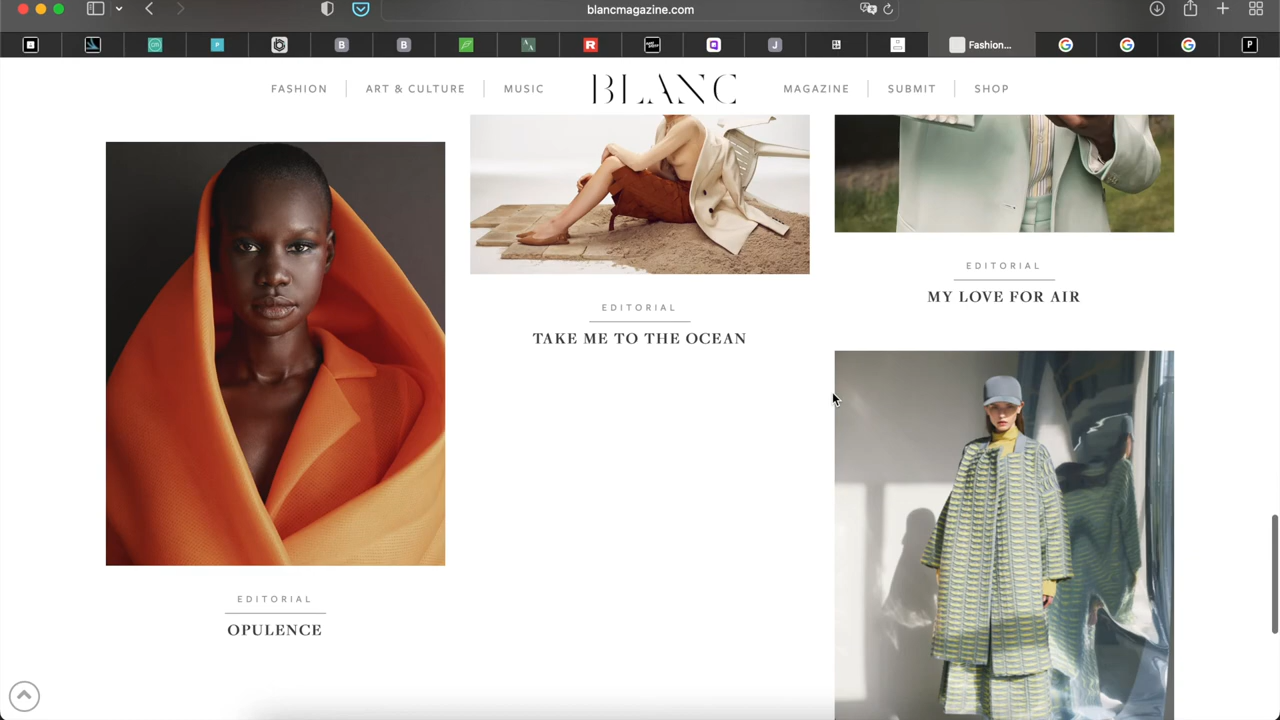 blancmagazine.com
Fashion...
FASHION
ART & CULTURE
MUSIC
BLANC
MAGAZINE
SUBMIT
SHOP
EDITORIAL
OPULENCE
EDITORIAL
TAKE ME TO THE OCEAN
EDITORIAL
MY LOVE FOR AIR